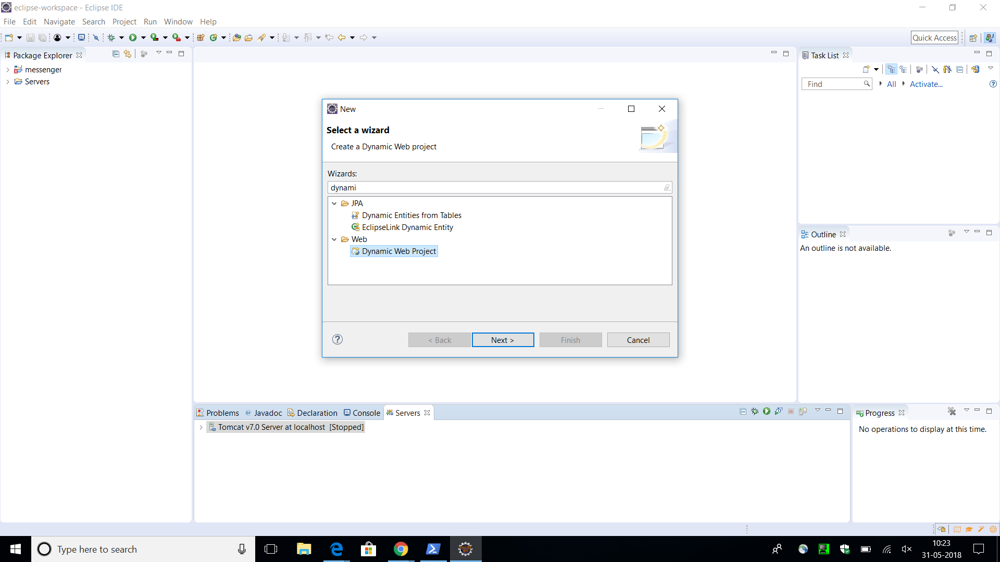 eclipse-workspace - Eclipse IDE
File Edit Navigate Search Project Run Window Help
Quick Access
Package Explorer
messenger
Servers
New
Select a wizard
Create a Dynamic Web project
Wizards:
dynami
JPA
Dynamic Entities from Tables
EclipseLink Dynamic Entity
Web
Dynamic Web Project
< Back Next > Finish Cancel
Task List
Find All Activate...
Outline
An outline is not available.
Problems @ Javadoc Declaration Console Servers
Tomcat v7.0 Server at localhost [Stopped]
Progress
No operations to display at this time.
Type here to search
10:23
31-05-2018